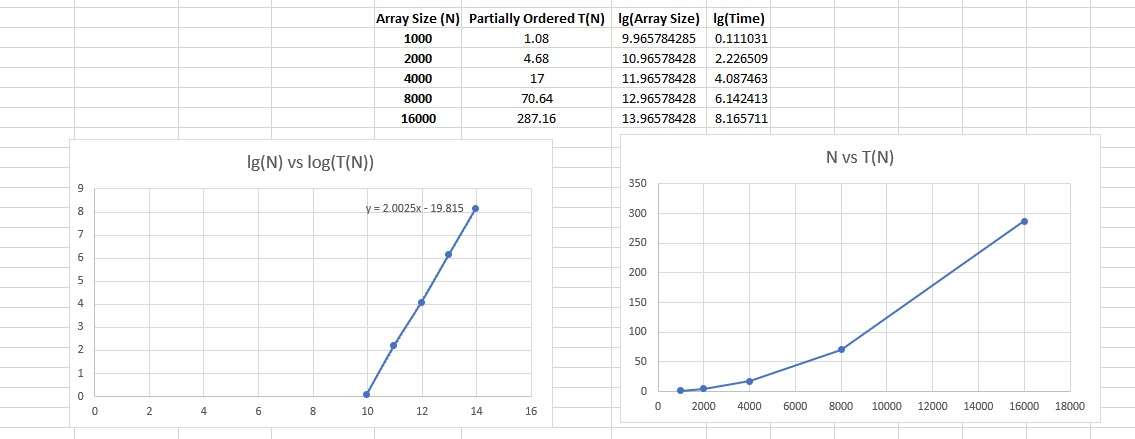 Array Size (N) Partially Ordered T(N) lg(Array Size) lg(Time)
1000 1.08 9.965784285 0.111031
2000 4.68 10.96578428 2.226509
4000 17 11.96578428 4.087463
8000 70.64 12.96578428 6.142413
16000 287.16 13.96578428 8.165711
lg(N) vs log(T(N))
9
8
7
6
5
4
3
2
1
0
y = 2.0025x - 19.815
0 2 4 6 8 10 12 14 16
N vs T(N)
350
300
250
200
150
100
50
0
0 2000 4000 6000 8000 10000 12000 14000 16000 18000